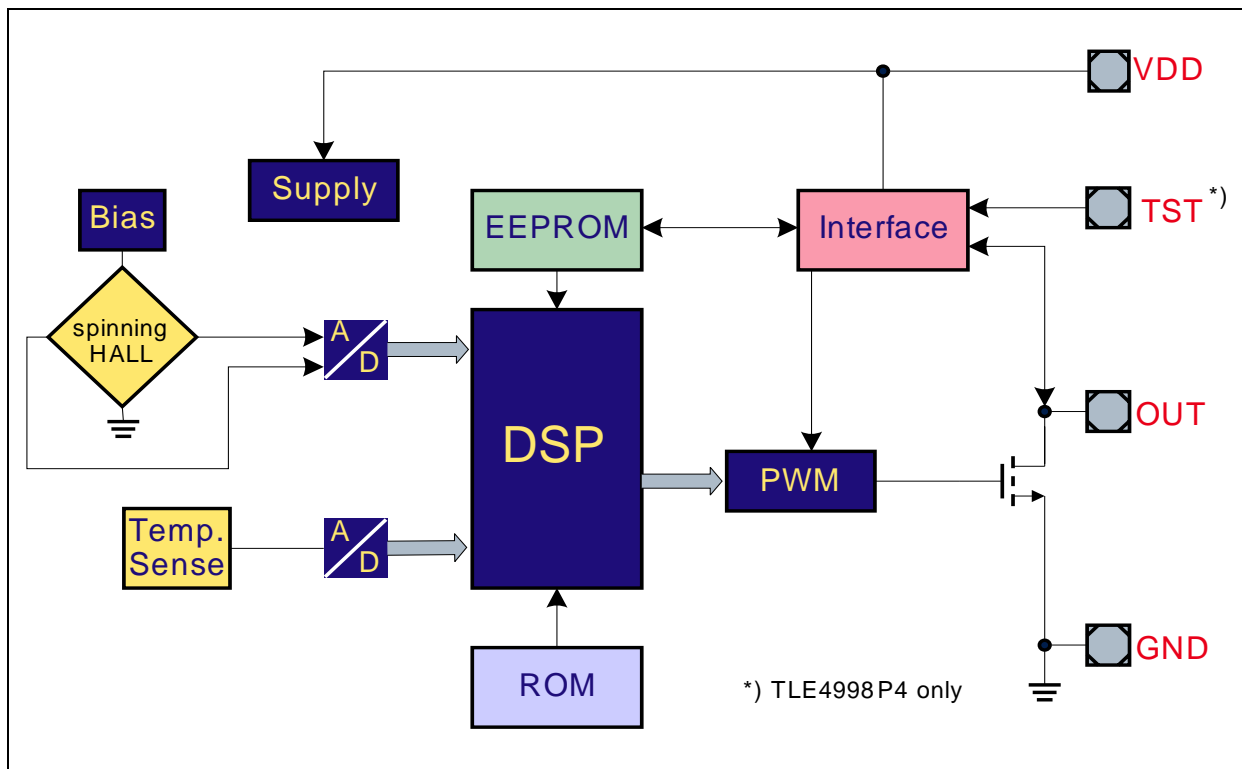 VDD
Supply
Bias
EEPROM
Interface
TST *)
spinning
HALL
A
D
DSP
OUT
PWM
Temp.
Sense
A
D
ROM
GND
*) TLE4998P4 only